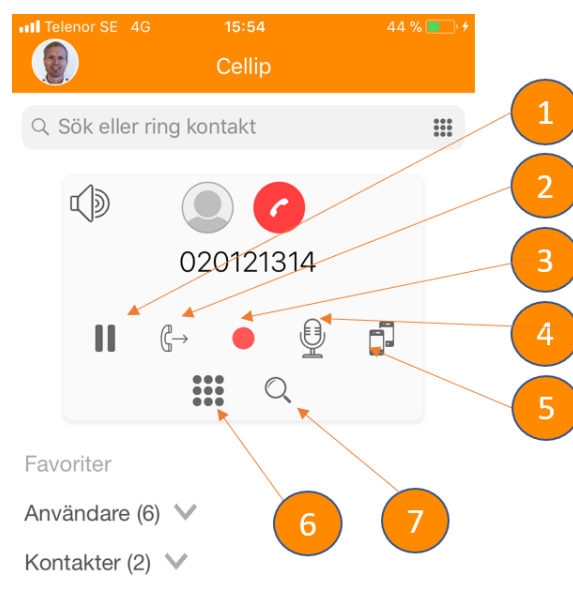 Telenor SE 4G 15:54 44 %
Cellip
Sök eller ring kontakt
1
2
020121314
3
4
5
Favoriter
Användare (6)
6
7
Kontakter (2)